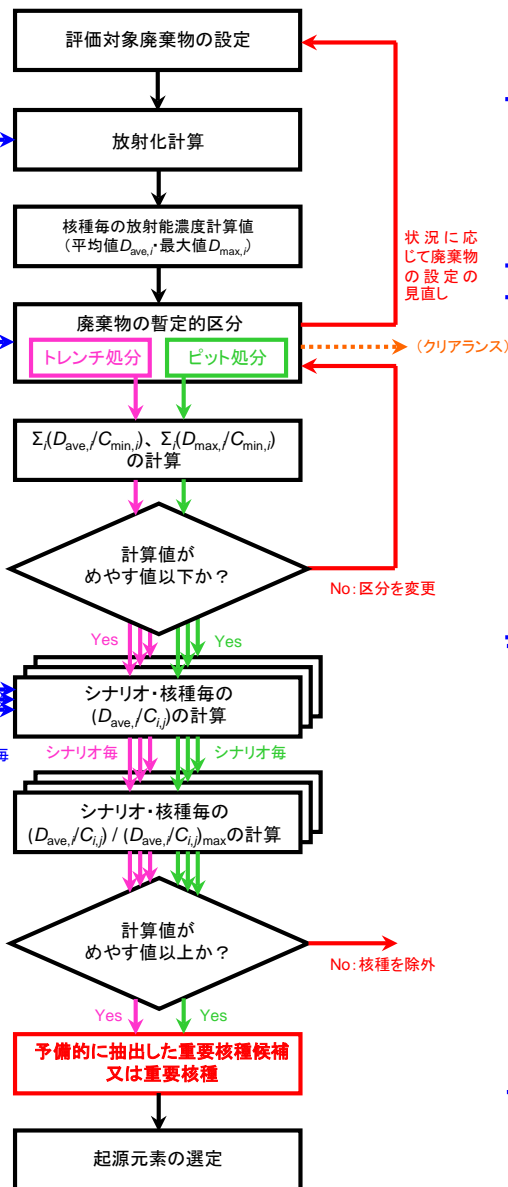 評価対象廃棄物の設定
放射化計算
核種毎の放射能濃度計算値
（平均値Dave,i・最大値Dmax,i）
状況に応
じて廃棄物
の設定の
見直し
廃棄物の暫定的区分
トレンチ処分
ピット処分
（クリアランス）
Σi(Dave,i/Cmin,i)、Σi(Dmax,i/Cmin,i)
の計算
計算値が
めやす値以下か？
No：区分を変更
Yes
Yes
シナリオ・核種毎の
(Dave,i/Ci,j)の計算
毎
シナリオ毎
シナリオ毎
シナリオ・核種毎の
(Dave,i/Ci,j) / (Dave,i/Ci,j)maxの計算
計算値が
めやす値以上か？
No：核種を除外
Yes
Yes
予備的に抽出した重要核種候補
又は重要核種
起源元素の選定